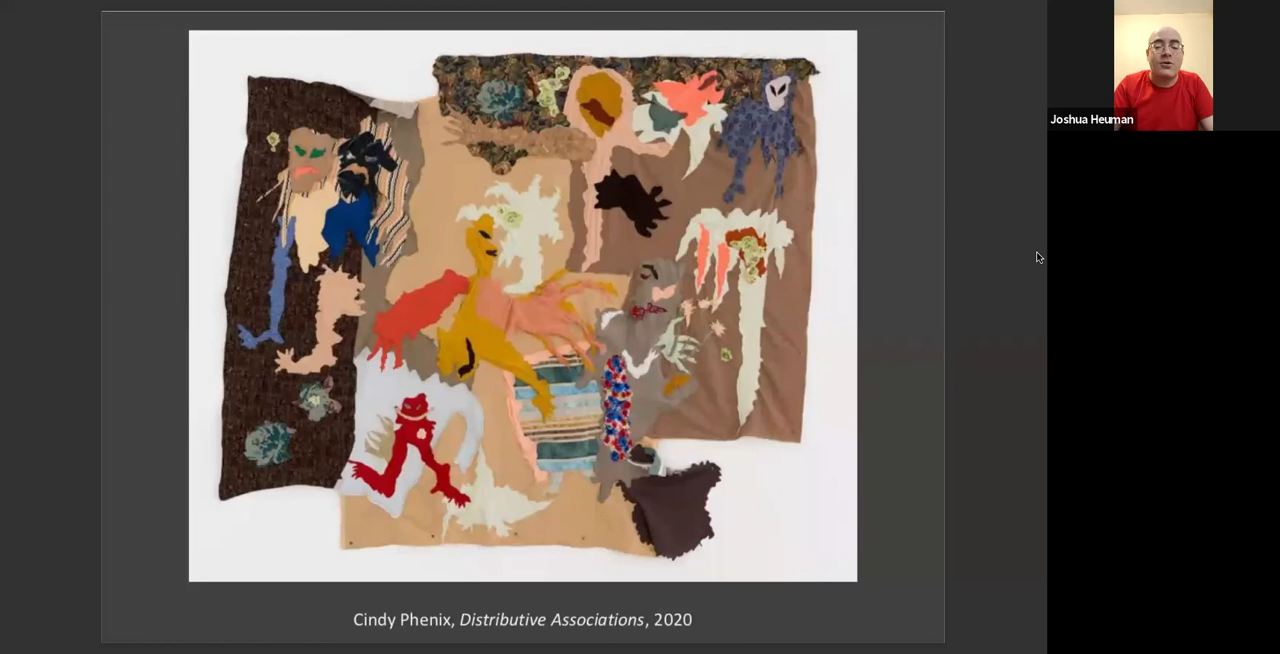 Joshua Heuman
Cindy Phenix, Distributive Associations, 2020